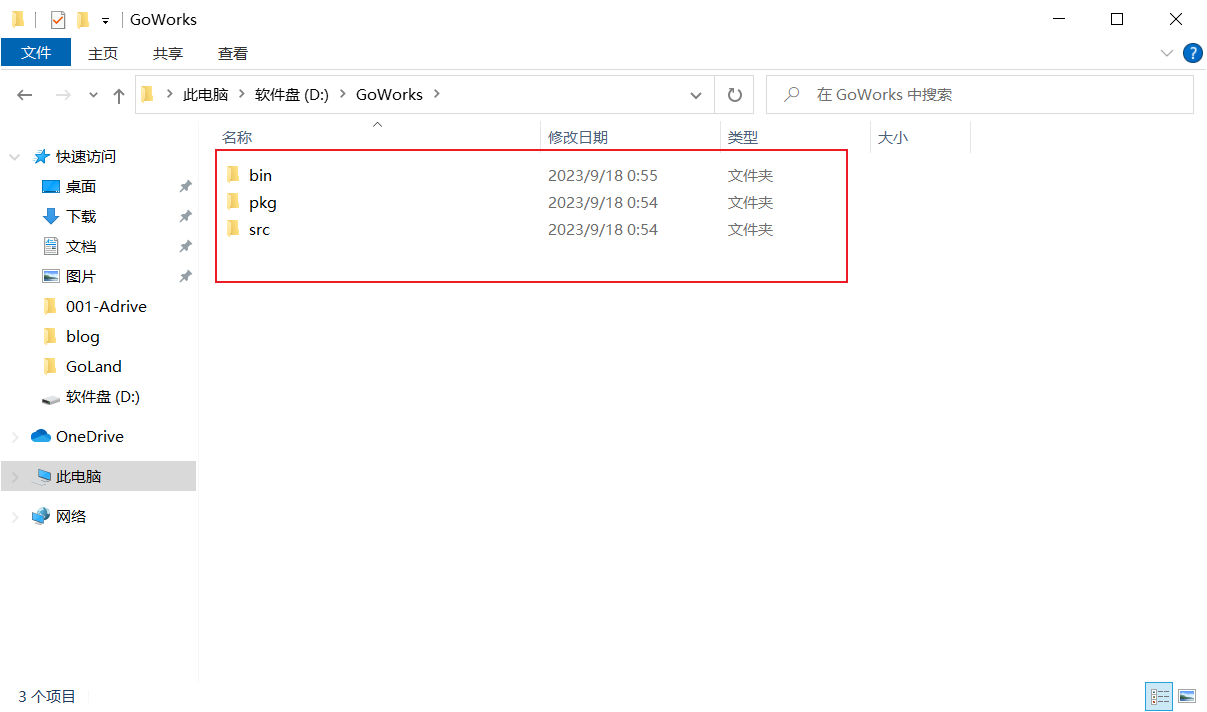 GoWorks
文件 主页 共享 查看
此电脑 软件盘 (D:) GoWorks 在 GoWorks 中搜索
名称 修改日期 类型 大小
bin 2023/9/18 0:55 文件夹
pkg 2023/9/18 0:54 文件夹
src 2023/9/18 0:54 文件夹
快速访问
桌面
下载
文档
图片
001-Adrive
blog
GoLand
软件盘 (D:)
OneDrive
此电脑
网络
3 个项目